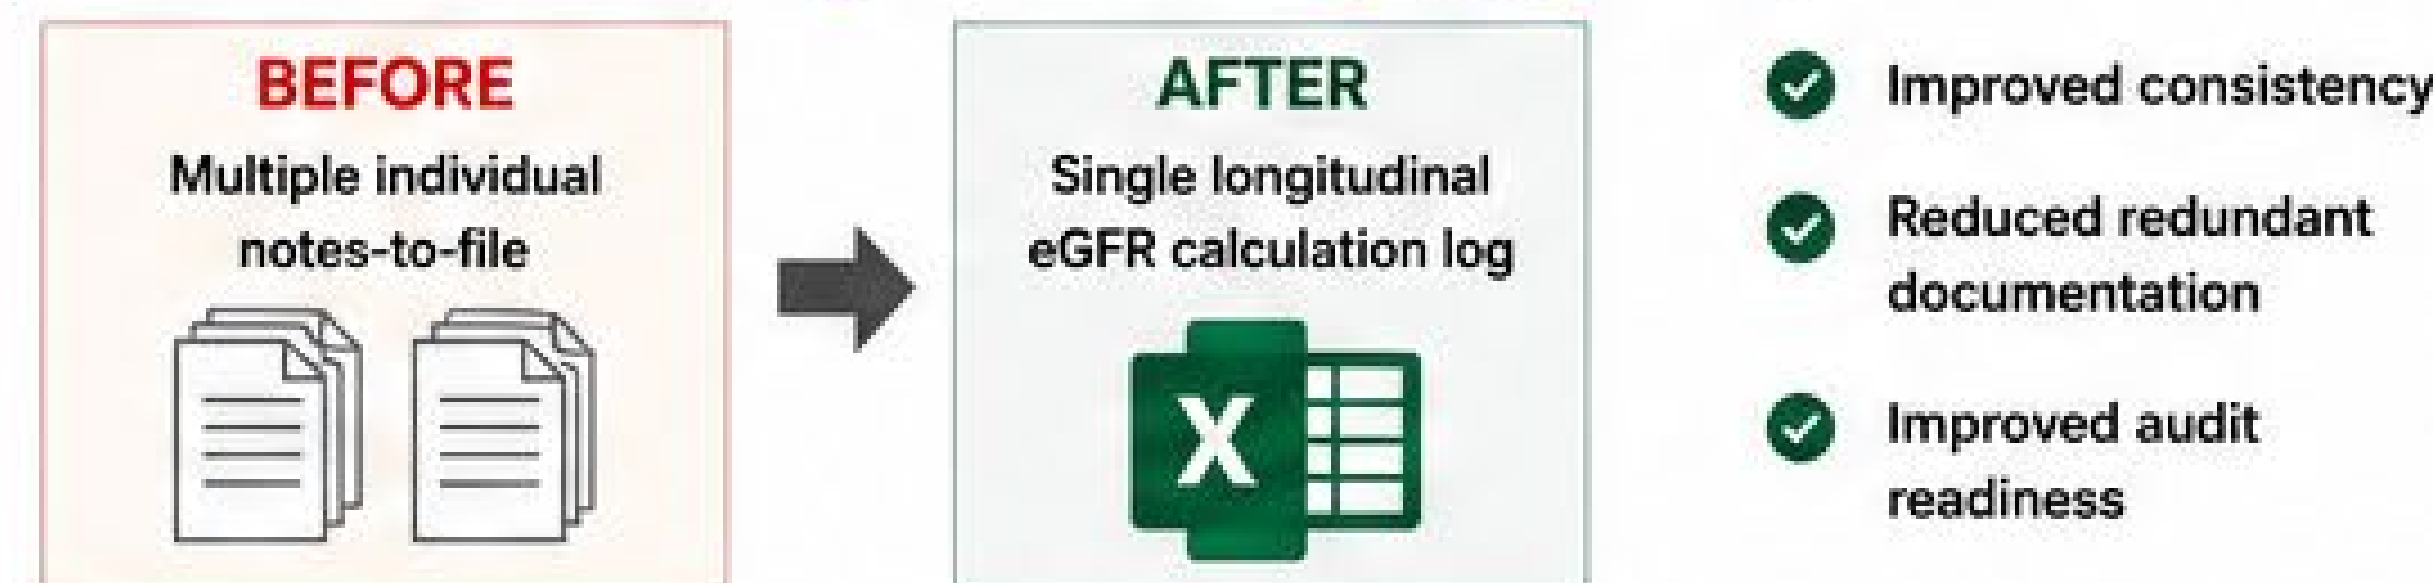 BEFORE
Multiple individual
notes-to-file
AFTER
Single longitudinal
eGFR calculation log
X
Improved consistency
Reduced redundant
documentation
Improved audit
readiness